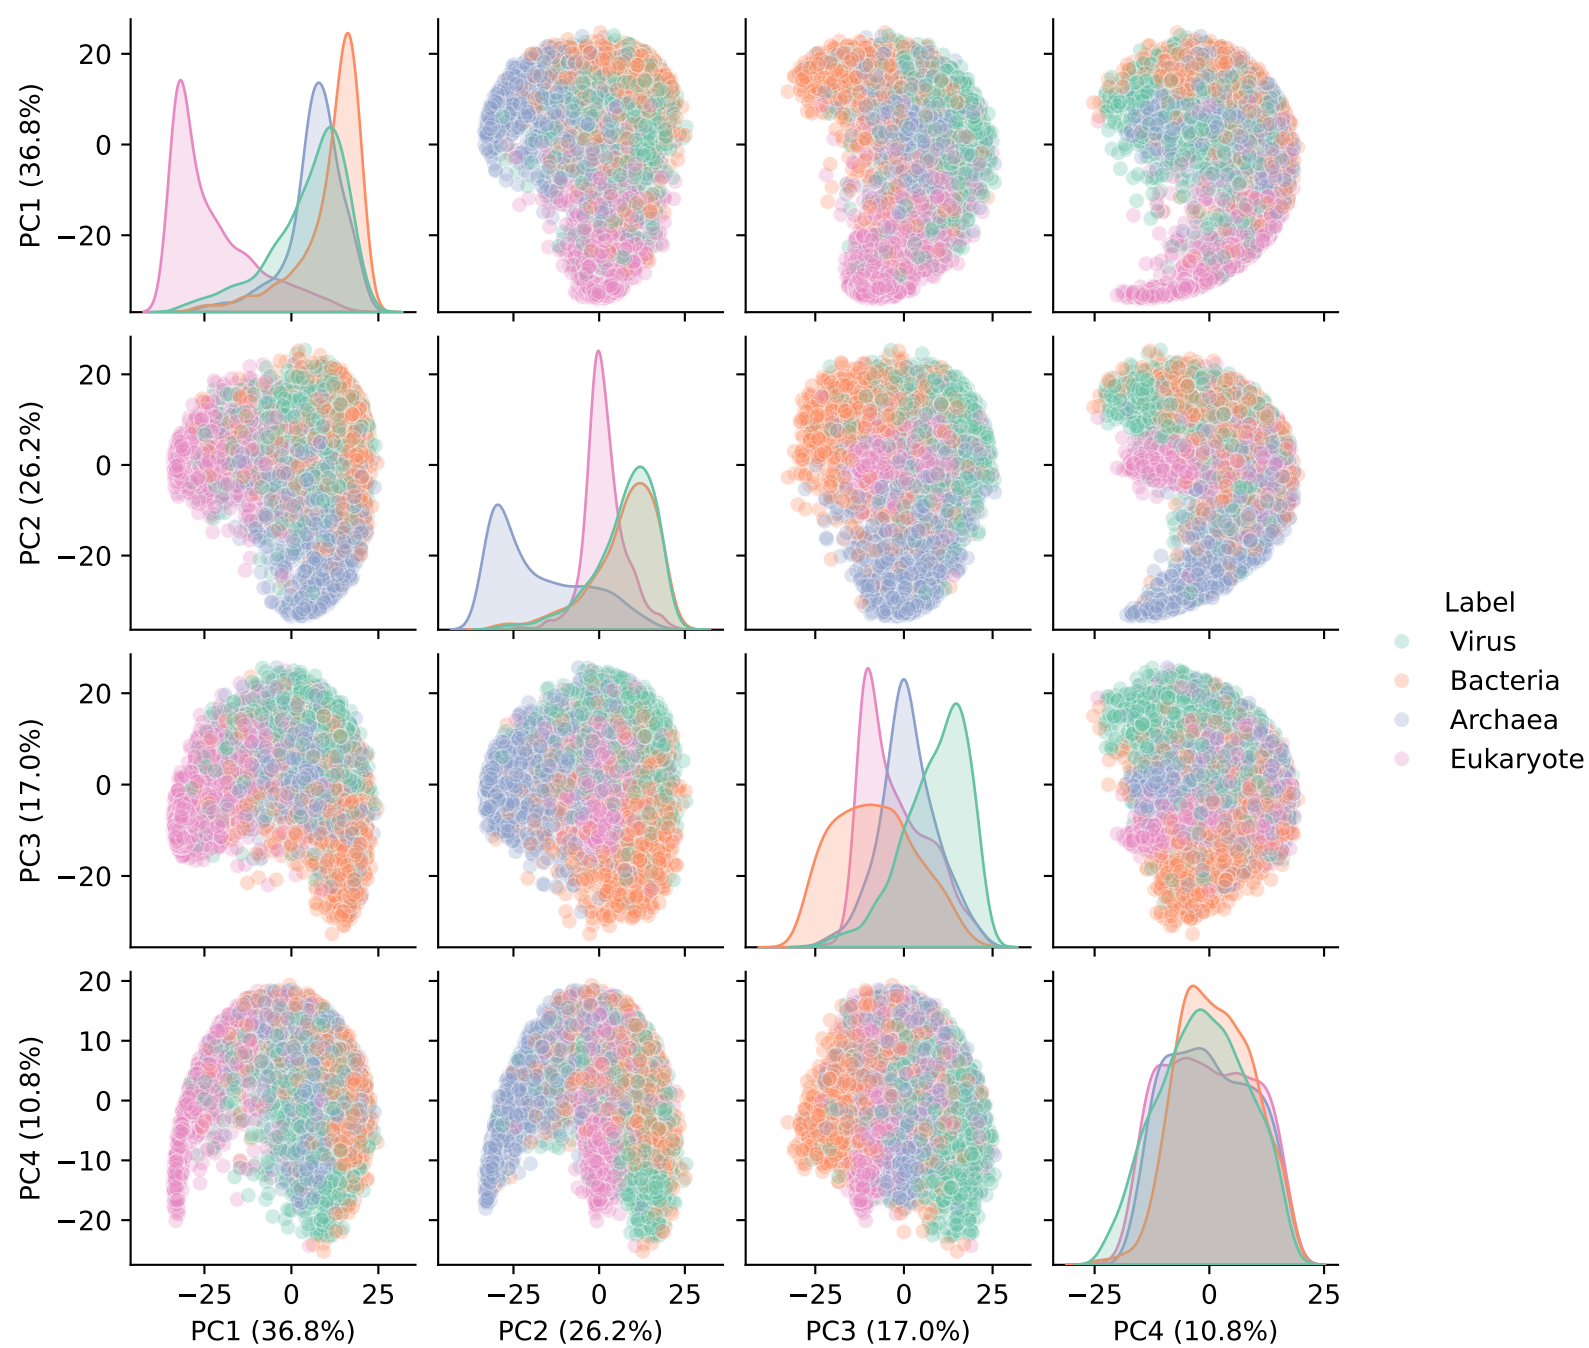 20
0
−20
PC1 (36.8%)
20
0
−20
PC2 (26.2%)
Label
Virus
Bacteria
Archaea
Eukaryote
20
0
−20
PC3 (17.0%)
20
10
0
−10
−20
PC4 (10.8%)
−25 0 25 −25 0 25 −25 0 25 −25 0 25
PC1 (36.8%) PC2 (26.2%) PC3 (17.0%) PC4 (10.8%)